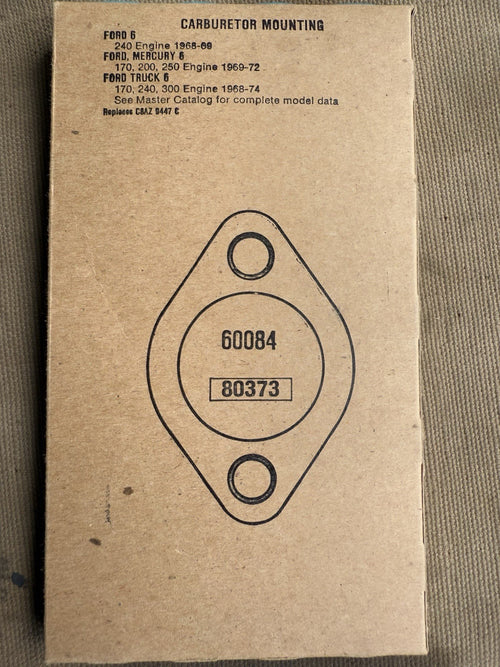 CARBURETOR MOUNTING
FORD 6
240 Engine 1968-69
FORD, MERCURY 6
170, 200, 250 Engine 1969-72
FORD TRUCK 6
170, 240, 300 Engine 1968-74
See Master Catalog for complete model data
Replaces C8AZ 9447 C
60084
80373